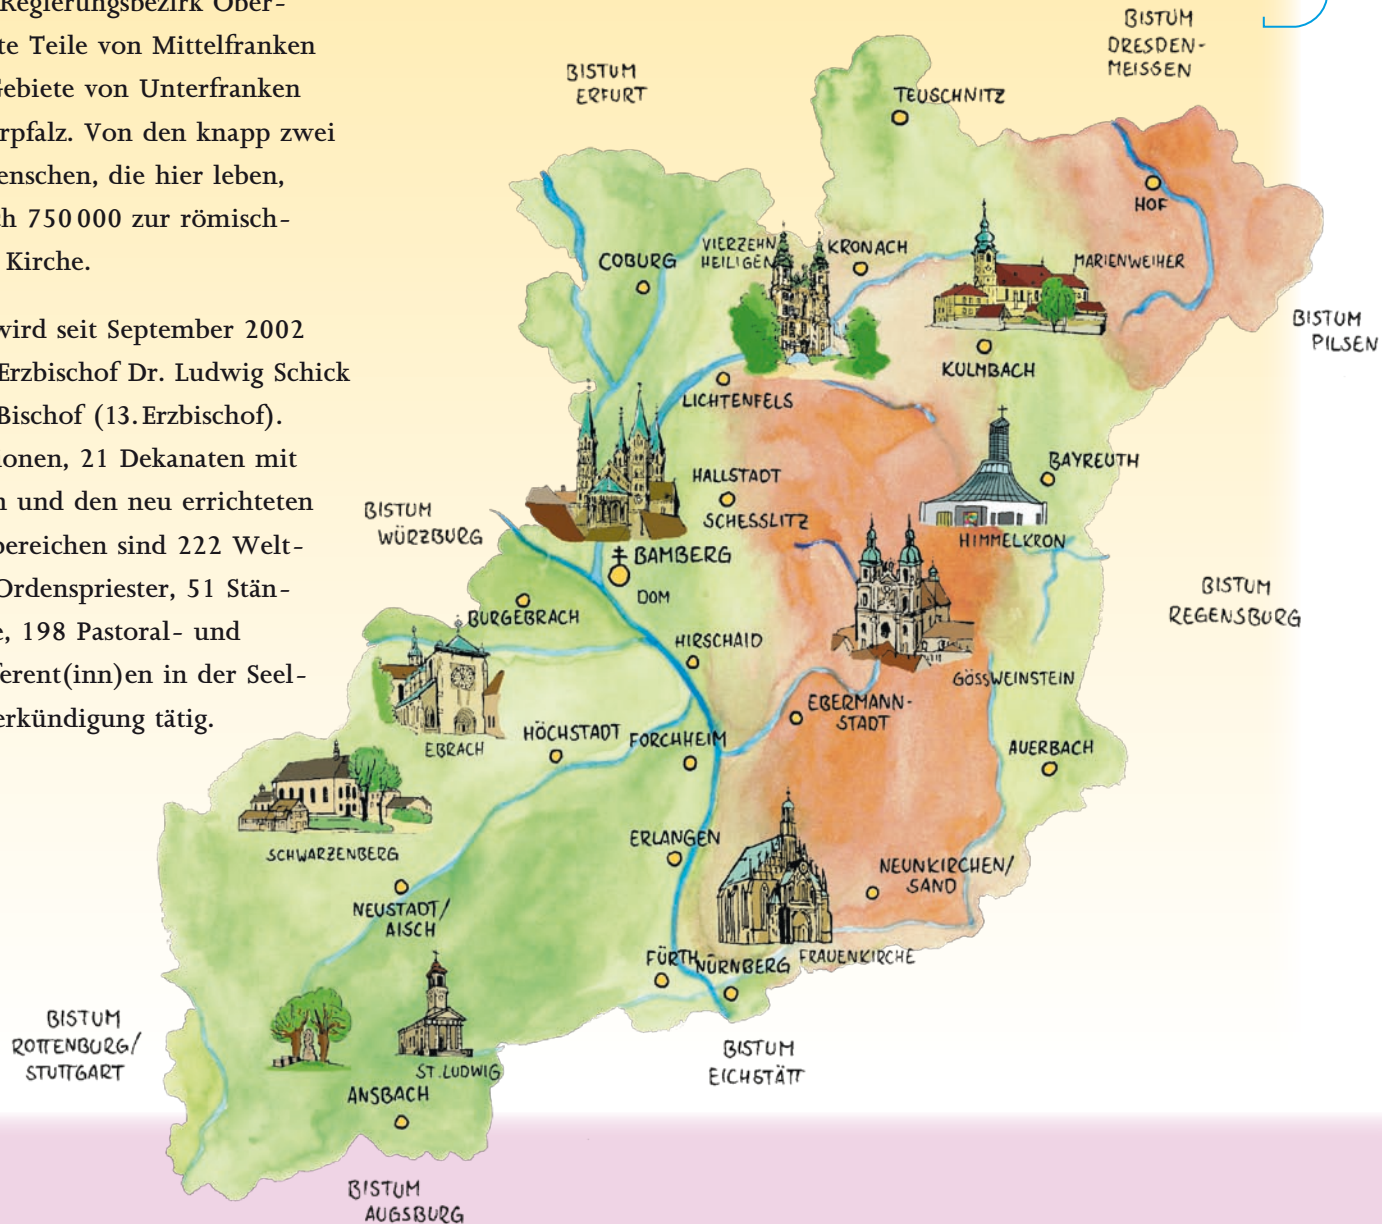 Regierungsbezirk Ober-
te Teile von Mittelfranken
Gebiete von Unterfranken
rpfalz. Von den knapp zwei
enschen, die hier leben,
ch 750 000 zur römisch-
Kirche.
wird seit September 2002
Erzbischof Dr. Ludwig Schick
Bischof (13. Erzbischof).
ionen, 21 Dekanaten mit
n und den neu errichteten
bereichen sind 222 Welt-
Ordenspriester, 51 Stän-
e, 198 Pastoral- und
ferent(inn)en in der Seel-
erkündigung tätig.
BISTUM
ERFURT
BISTUM
DRESDEN-
MEISSEN
TEUSCHNITZ
HOF
COBURG
VIERZEHN
HEILIGEN
KRONACH
MARIENWEIHER
BISTUM
PILSEN
KULMBACH
LICHTENFELS
BAYREUTH
HALLSTADT
SCHESSLITZ
HIMMELKRON
BISTUM
WÜRZBURG
BAMBERG
DOM
BISTUM
REGENSBURG
BURGEBRACH
HIRSCHAID
GÖSSWEINSTEIN
EBERMANN-
STADT
EBRACH
HÖCHSTADT
FORCHHEIM
AUERBACH
SCHWARZENBERG
ERLANGEN
NEUNKIRCHEN/
SAND
NEUSTADT/
AISCH
FÜRTH
NÜRNBERG
FRAUENKIRCHE
BISTUM
ROTTENBURG/
STUTTGART
ST. LUDWIG
ANSBACH
BISTUM
EICHSTÄTT
BISTUM
AUGSBURG